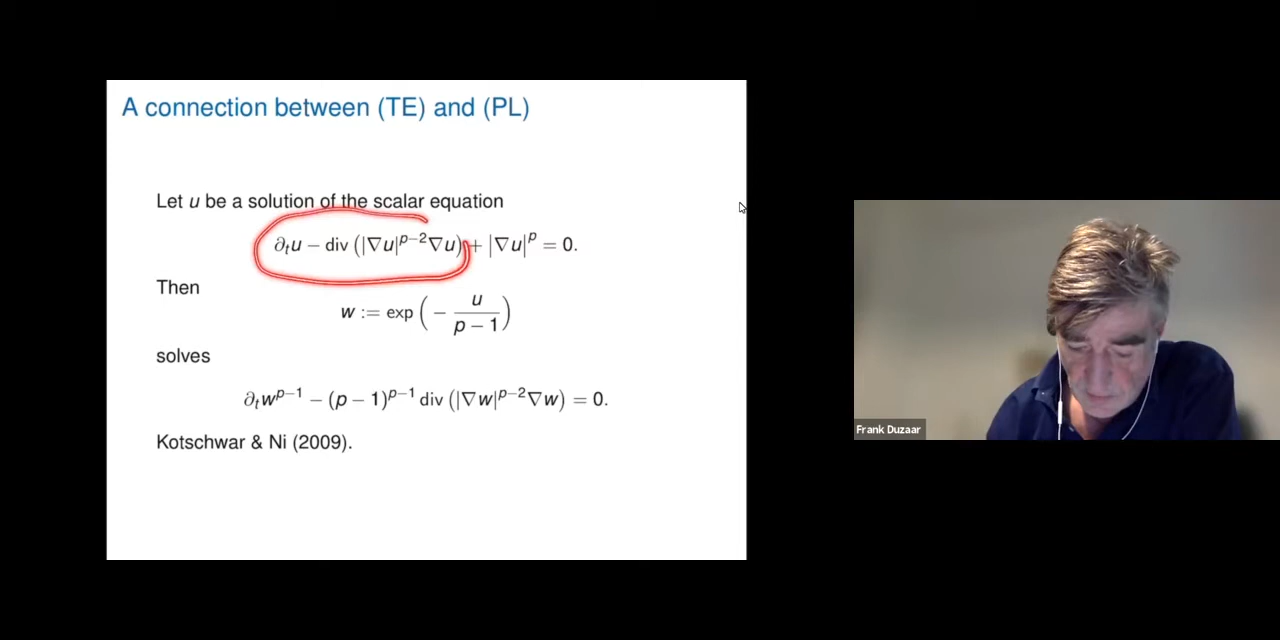 A connection between (TE) and (PL)
Let u be a solution of the scalar equation
∂ₜu − div (|∇u|ᵖ⁻²∇u) + |∇u|ᵖ = 0.
Then
w := exp ( − u / (p − 1) )
solves
∂ₜwᵖ⁻¹ − (p − 1)ᵖ⁻¹ div (|∇w|ᵖ⁻²∇w) = 0.
Kotschwar & Ni (2009).
Frank Duzaar